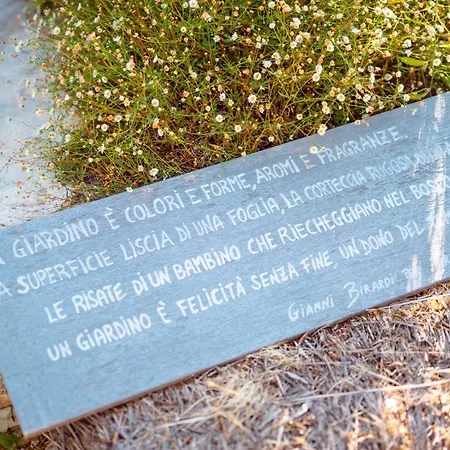 GIARDINO È COLORI E FORME, AROMI E FRAGRANZE.
SUPERFICIE LISCIA DI UNA FOGLIA, LA CORTECCIA RUGOSA
LE RISATE DI UN BAMBINO CHE RIECHEGGIANO NEL BOSCO
UN GIARDINO È FELICITÀ SENZA FINE, UN DONO DEL
GIANNI BIRARDI